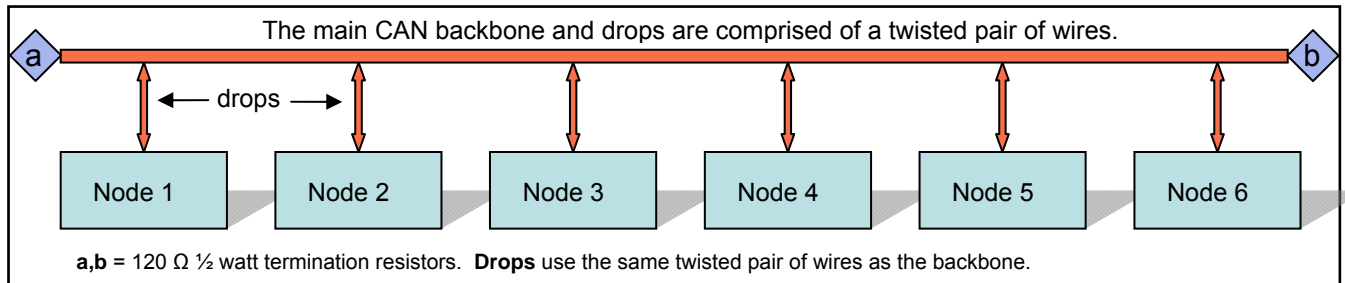 The main CAN backbone and drops are comprised of a twisted pair of wires.
a
b
drops
Node 1
Node 2
Node 3
Node 4
Node 5
Node 6
a,b = 120 Ω ½ watt termination resistors. Drops use the same twisted pair of wires as the backbone.